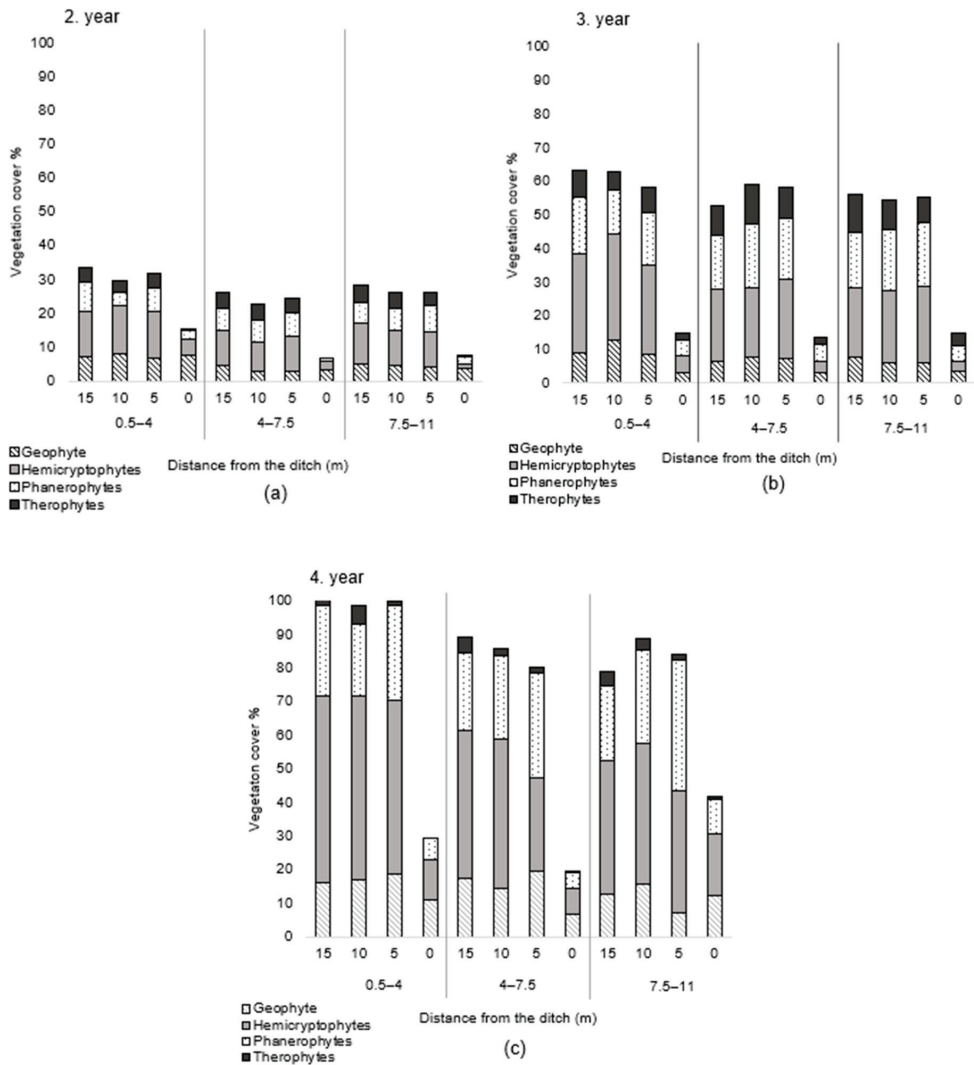 2. year
100
90
80
70
60
50
40
30
20
10
0
Vegetation cover %
15 10 5 0 15 10 5 0 15 10 5 0
0.5–4 4–7.5 7.5–11
Distance from the ditch (m)
Geophyte
Hemicryptophytes
Phanerophytes
Therophytes
(a)
3. year
100
90
80
70
60
50
40
30
20
10
0
Vegetation cover %
15 10 5 0 15 10 5 0 15 10 5 0
0.5–4 4–7.5 7.5–11
Distance from the ditch (m)
Geophyte
Hemicryptophytes
Phanerophytes
Therophytes
(b)
4. year
100
90
80
70
60
50
40
30
20
10
0
Vegetaton cover %
15 10 5 0 15 10 5 0 15 10 5 0
0.5–4 4–7.5 7.5–11
Distance from the ditch (m)
Geophyte
Hemicryptophytes
Phanerophytes
Therophytes
(c)